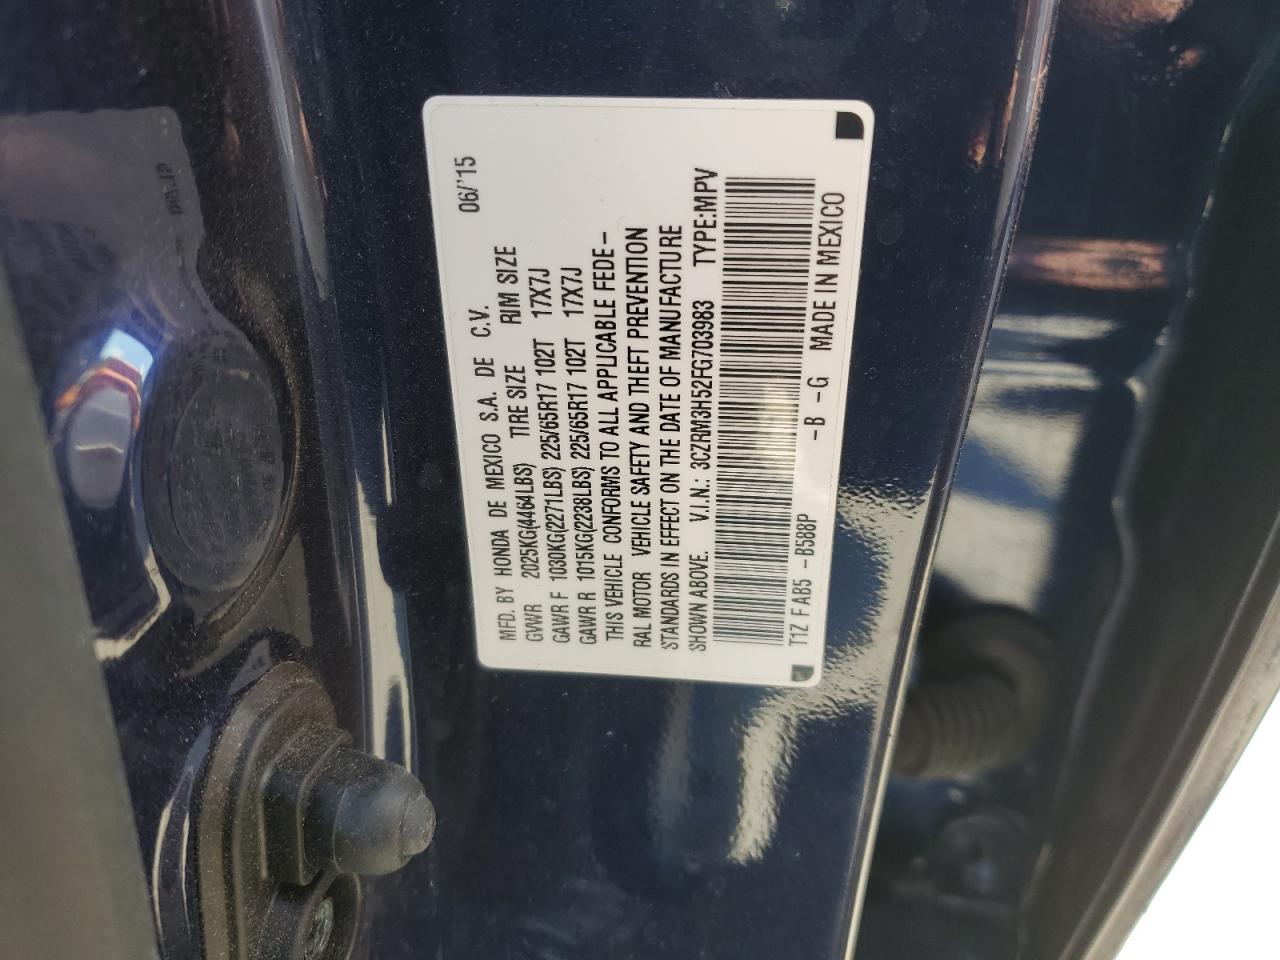 MFD. BY HONDA DE MEXICO S.A. DE C.V. 06/'15
GVWR 2025KG(4464LBS) TIRE SIZE RIM SIZE
GAWR F 1030KG(2271LBS) 225/65R17 102T 17X7J
GAWR R 1015KG(2238LBS) 225/65R17 102T 17X7J
THIS VEHICLE CONFORMS TO ALL APPLICABLE FEDE-
RAL MOTOR VEHICLE SAFETY AND THEFT PREVENTION
STANDARDS IN EFFECT ON THE DATE OF MANUFACTURE
SHOWN ABOVE. V.I.N.: 3CZRM3H52FG703983 TYPE:MPV
T1Z F AB5 -B588P -B -G MADE IN MEXICO